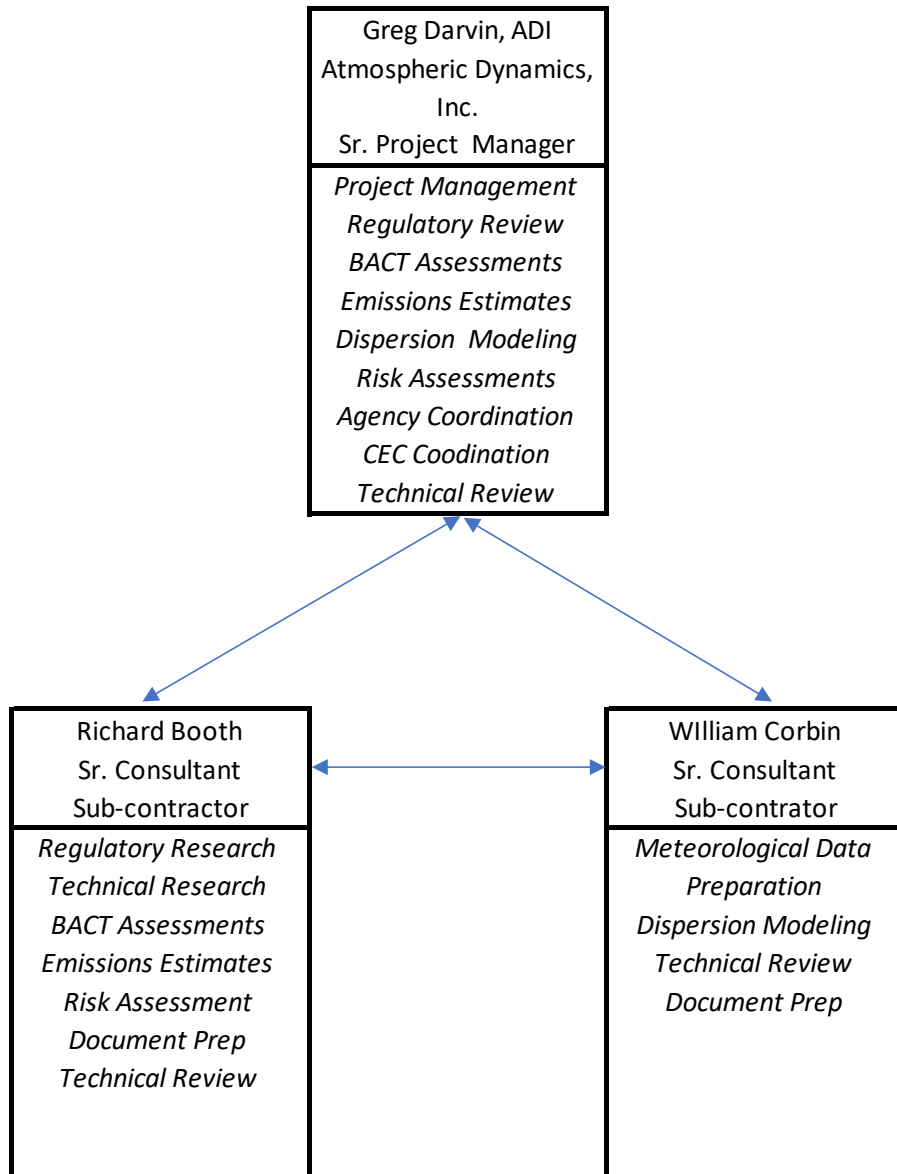 Greg Darvin, ADI
Atmospheric Dynamics,
Inc.
Sr. Project  Manager
Project Management
Regulatory Review
BACT Assessments
Emissions Estimates
Dispersion  Modeling
Risk Assessments
Agency Coordination
CEC Coodination
Technical Review
Richard Booth
Sr. Consultant
Sub-contractor
Regulatory Research
Technical Research
BACT Assessments
Emissions Estimates
Risk Assessment
Document Prep
Technical Review
WIlliam Corbin
Sr. Consultant
Sub-contrator
Meteorological Data
Preparation
Dispersion Modeling
Technical Review
Document Prep